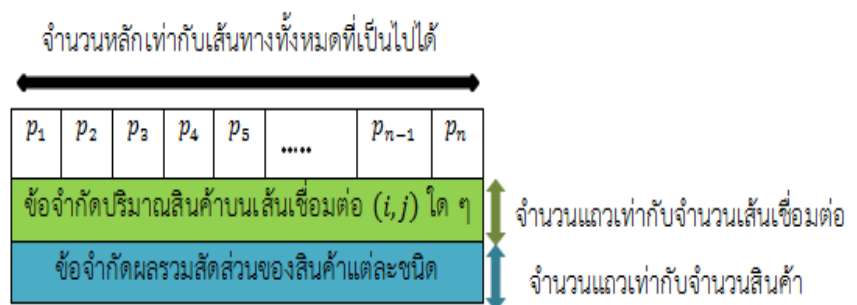 จำนวนหลักเท่ากับเส้นทางทั้งหมดที่เป็นไปได้
p₁ p₂ p₃ p₄ p₅ ..... pₙ₋₁ pₙ
ข้อจำกัดปริมาณสินค้าบนเส้นเชื่อมต่อ (i,j) ใด ๆ
จำนวนแถวเท่ากับจำนวนเส้นเชื่อมต่อ
ข้อจำกัดผลรวมสัดส่วนของสินค้าแต่ละชนิด
จำนวนแถวเท่ากับจำนวนสินค้า